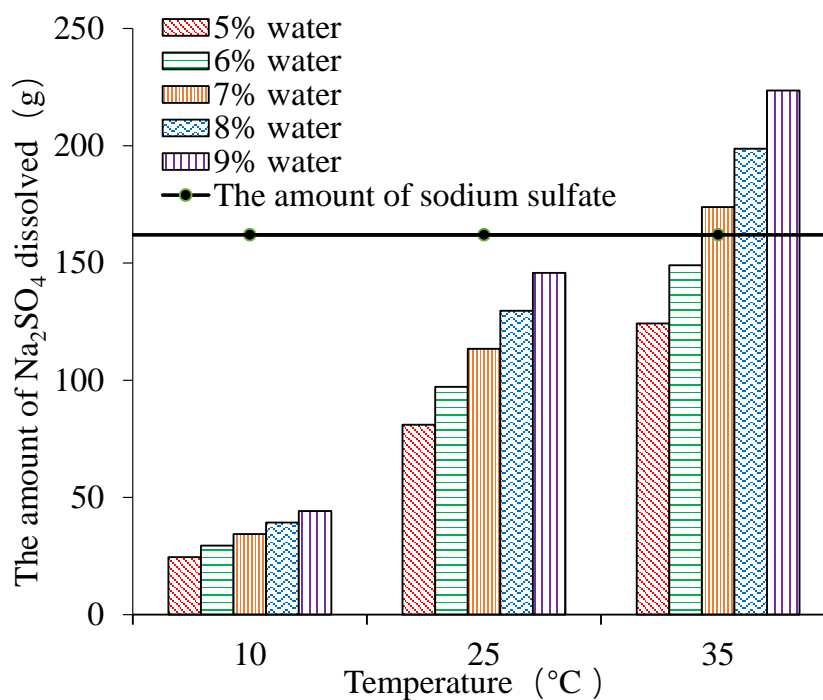 250
200
150
100
50
0
The amount of Na₂SO₄ dissolved（g）
5% water
6% water
7% water
8% water
9% water
The amount of sodium sulfate
10 25 35
Temperature（°C）